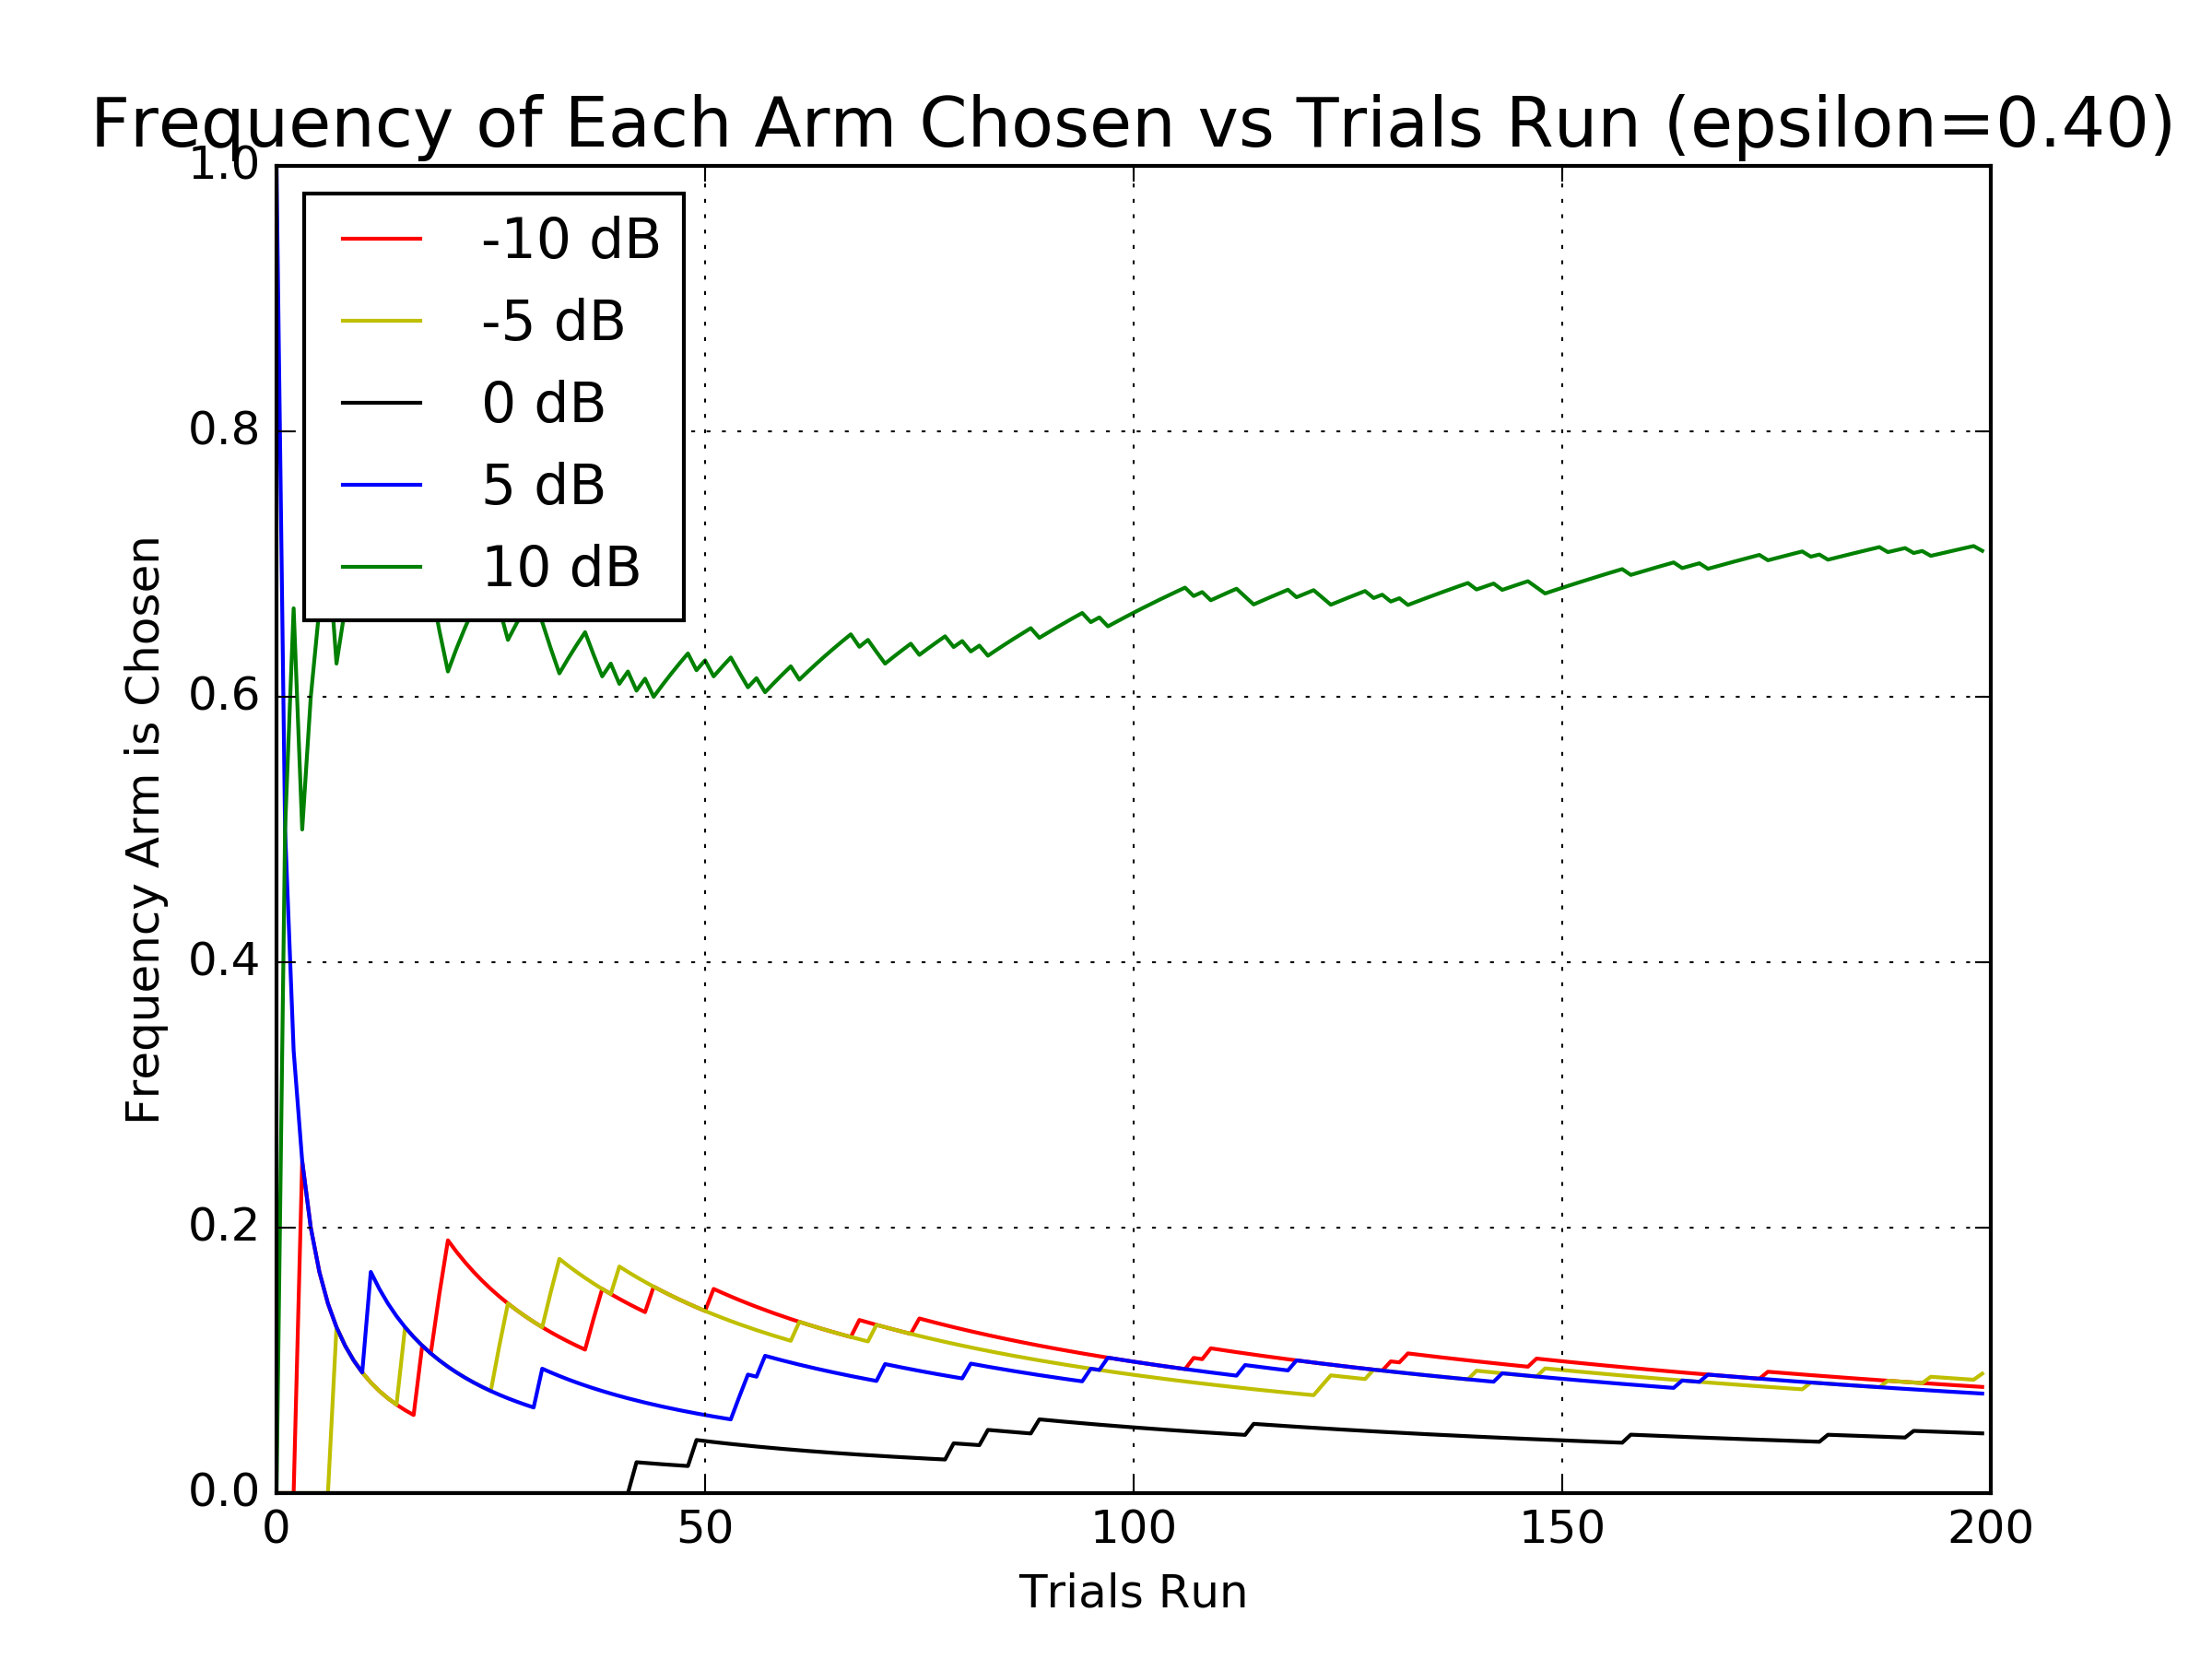 Frequency of Each Arm Chosen vs Trials Run (epsilon=0.40)
1.0
0.8
0.6
0.4
0.2
0.0
Frequency Arm is Chosen
-10 dB
-5 dB
0 dB
5 dB
10 dB
0
50
100
150
200
Trials Run